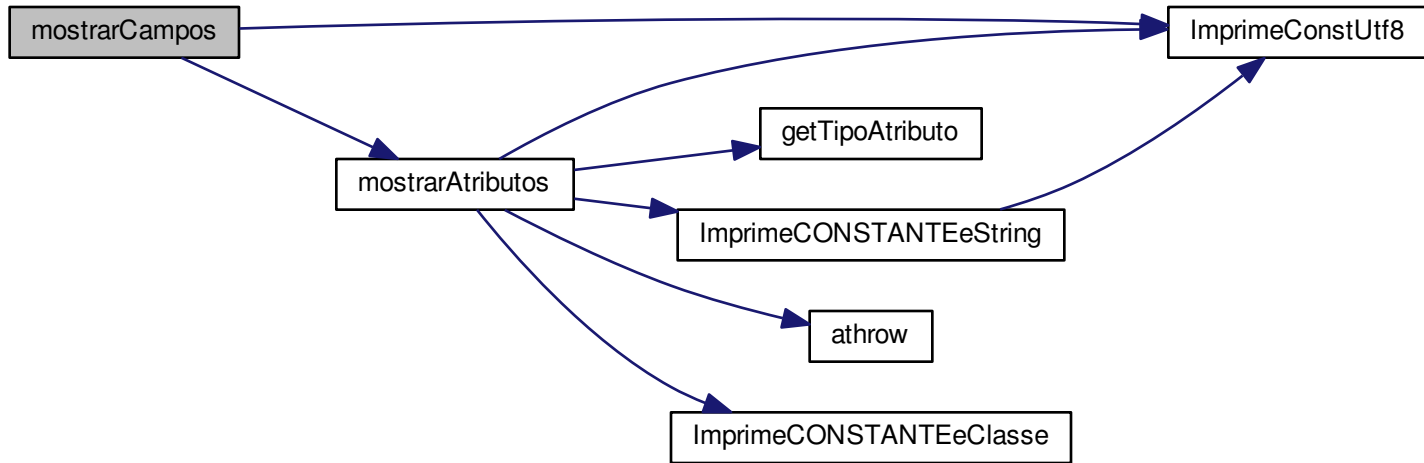 mostrarCampos
ImprimeConstUtf8
getTipoAtributo
mostrarAtributos
ImprimeCONSTANTEeString
athrow
ImprimeCONSTANTEeClasse